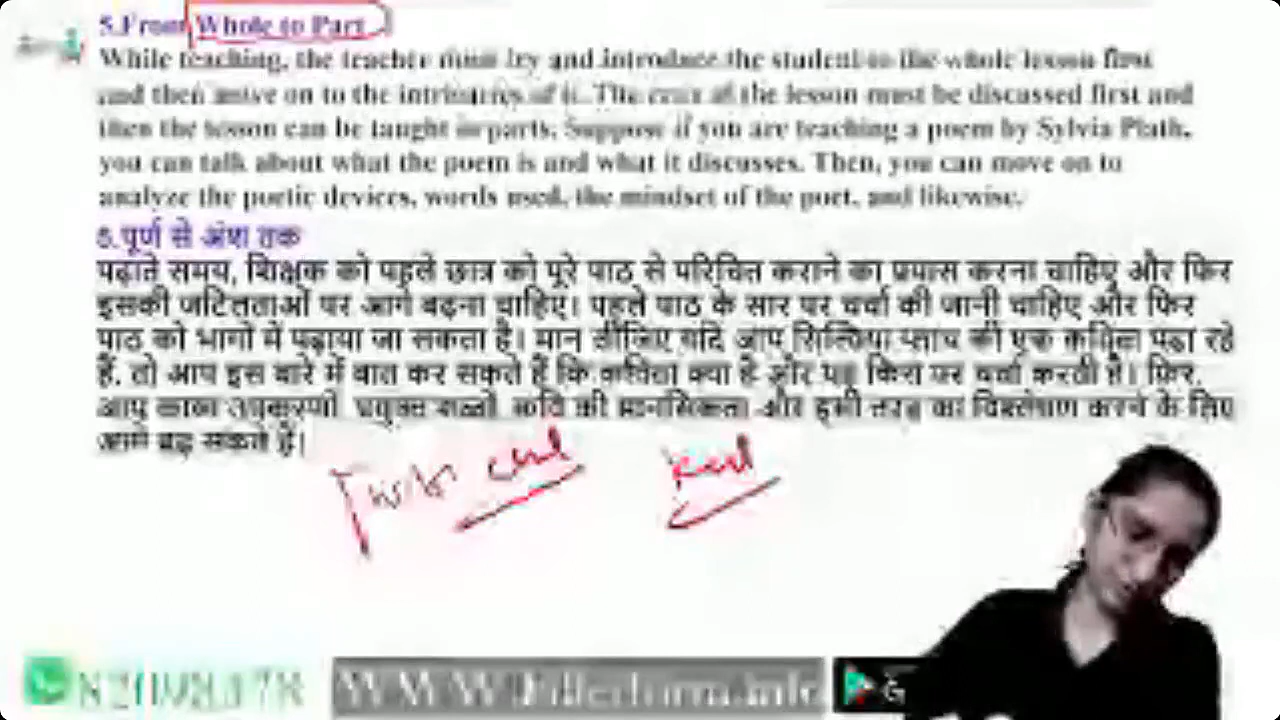 5.From Whole to Part
While teaching, the teacher must try and introduce the student to the whole lesson first
and then move on to the intricacies of it. The crux of the lesson must be discussed first and
then the lesson can be taught in parts. Suppose if you are teaching a poem by Sylvia Plath,
you can talk about what the poem is and what it discusses. Then, you can move on to
analyze the poetic devices, words used, the mindset of the poet, and likewise.
5.पूर्ण से अंश तक
पढ़ाते समय, शिक्षक को पहले छात्र को पूरे पाठ से परिचित कराने का प्रयास करना चाहिए और फिर
इसकी जटिलताओं पर आगे बढ़ना चाहिए। पहले पाठ के सार पर चर्चा की जानी चाहिए और फिर
पाठ को भागों में पढ़ाया जा सकता है। मान लीजिए यदि आप सिल्विया प्लाथ की एक कविता पढ़ा रहे
हैं, तो आप इस बारे में बात कर सकते हैं कि कविता क्या है और यह किस पर चर्चा करती है। फिर,
आप काव्य उपकरणों, प्रयुक्त शब्दों, कवि की मानसिकता और इसी तरह का विश्लेषण करने के लिए
आगे बढ़ सकते हैं।